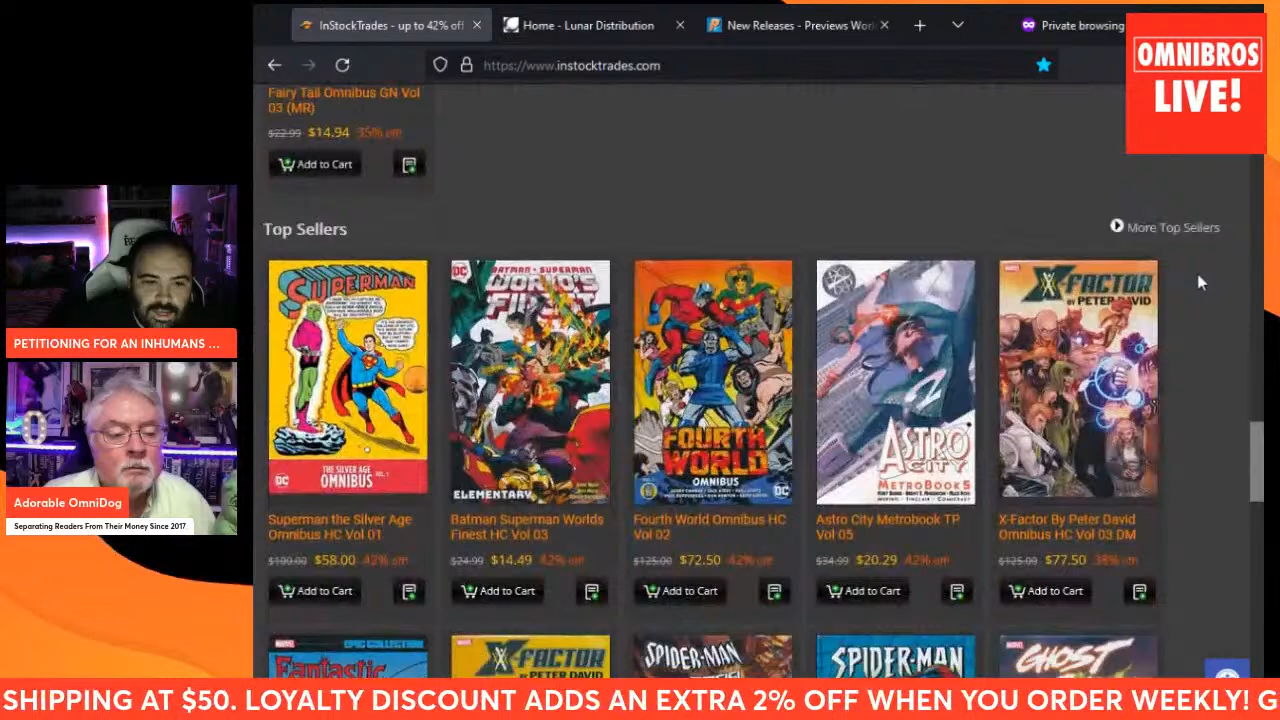 InStockTrades - up to 42% off
Home - Lunar Distribution
New Releases - Previews Worl
Private browsing
https://www.instocktrades.com
OMNIBROS
LIVE!
Fairy Tail Omnibus GN Vol
03 (MR)
$22.99 $14.94 35% off
Add to Cart
Top Sellers
More Top Sellers
SUPERMAN
DC
THE SILVER AGE
OMNIBUS VOL. 1
DC
BATMAN SUPERMAN
WORLD'S
FINEST
ELEMENTARY
FOURTH
WORLD
OMNIBUS
ASTRO
CITY
METROBOOK 5
MARVEL
X-FACTOR
BY PETER DAVID
Superman the Silver Age
Omnibus HC Vol 01
$100.00 $58.00 42% off
Add to Cart
Batman Superman Worlds
Finest HC Vol 03
$24.99 $14.49 42% off
Add to Cart
Fourth World Omnibus HC
Vol 02
$125.00 $72.50 42% off
Add to Cart
Astro City Metrobook TP
Vol 05
$34.99 $20.29 42% off
Add to Cart
X-Factor By Peter David
Omnibus HC Vol 03 DM
$125.00 $77.50 38% off
Add to Cart
MARVEL
EPIC COLLECTION
Fantastic
X-FACTOR
BY PETER DAVID
SPIDER-MAN
SPIDER-MAN
MARVEL
GHOST
PETITIONING FOR AN INHUMANS ...
Adorable OmniDog
Separating Readers From Their Money Since 2017
SHIPPING AT $50. LOYALTY DISCOUNT ADDS AN EXTRA 2% OFF WHEN YOU ORDER WEEKLY! G